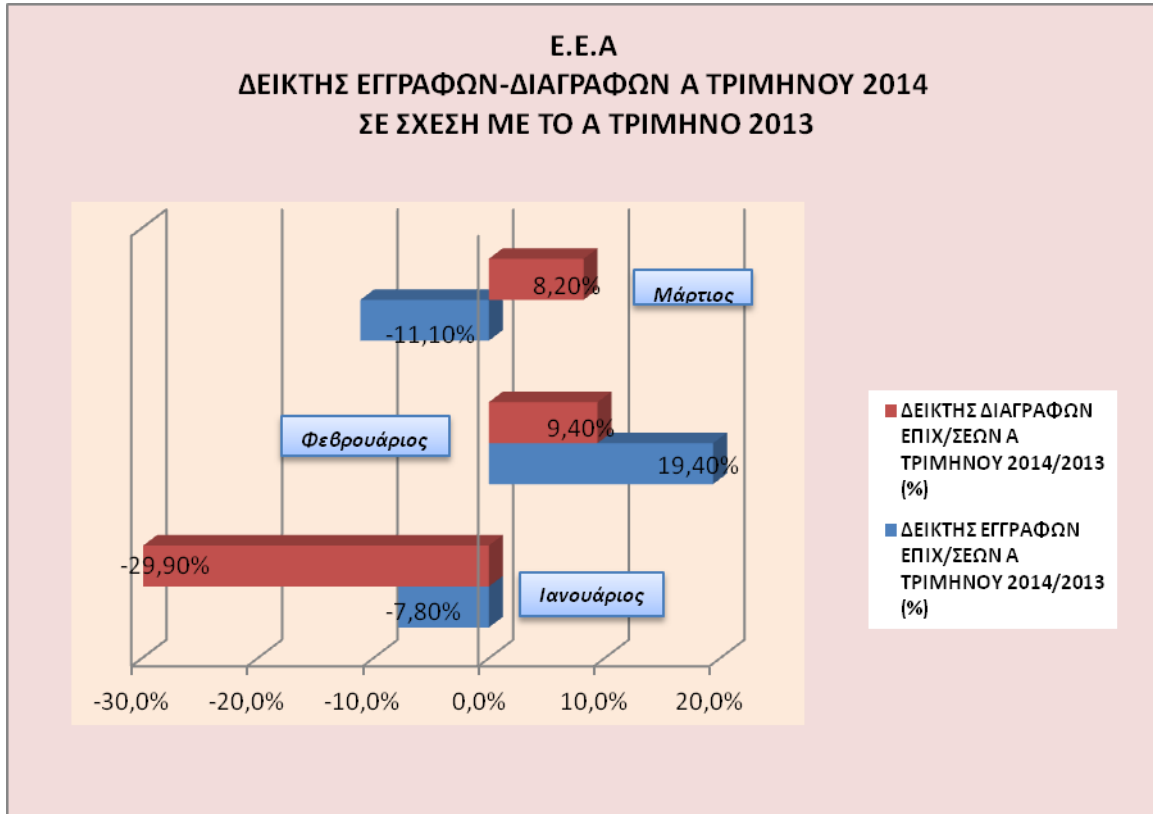 Ε.Ε.Α
ΔΕΙΚΤΗΣ ΕΓΓΡΑΦΩΝ-ΔΙΑΓΡΑΦΩΝ Α ΤΡΙΜΗΝΟΥ 2014
ΣΕ ΣΧΕΣΗ ΜΕ ΤΟ Α ΤΡΙΜΗΝΟ 2013
8,20%
Μάρτιος
-11,10%
9,40%
Φεβρουάριος
19,40%
-29,90%
Ιανουάριος
-7,80%
-30,0%
-20,0%
-10,0%
0,0%
10,0%
20,0%
ΔΕΙΚΤΗΣ ΔΙΑΓΡΑΦΩΝ
ΕΠΙΧ/ΣΕΩΝ Α
ΤΡΙΜΗΝΟΥ 2014/2013
(%)
ΔΕΙΚΤΗΣ ΕΓΓΡΑΦΩΝ
ΕΠΙΧ/ΣΕΩΝ Α
ΤΡΙΜΗΝΟΥ 2014/2013
(%)